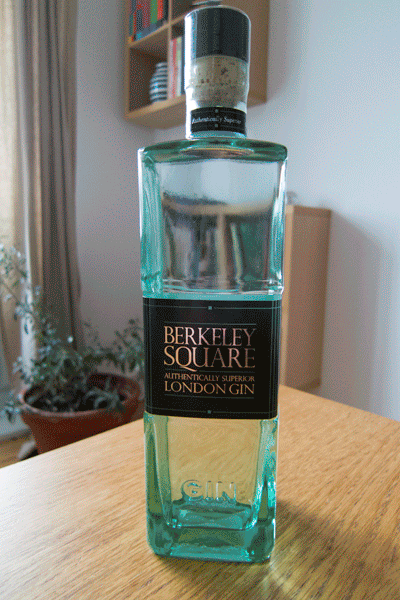 Authentically Superior
BERKELEY
SQUARE
AUTHENTICALLY SUPERIOR
LONDON GIN
GIN